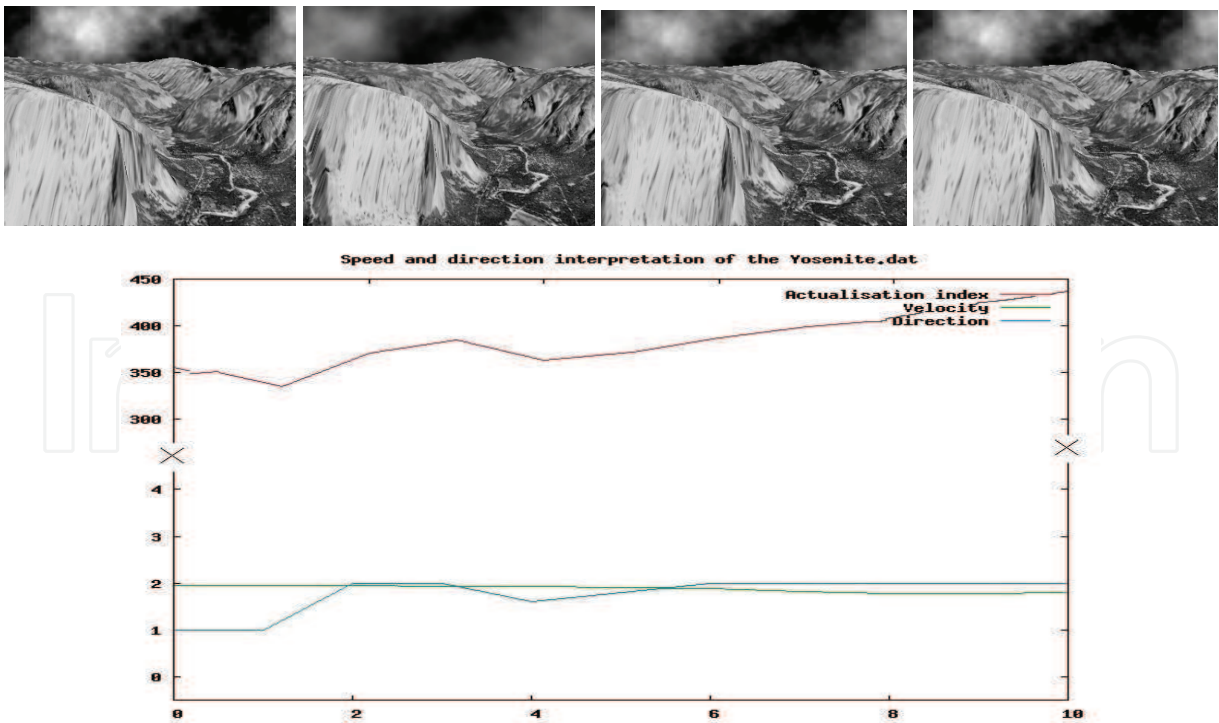 Speed and direction interpretation of the Yosemite.dat
450
Actualisation index
Velocity
400
Direction
350
300
4
3
2
1
0
0 2 4 6 8 10